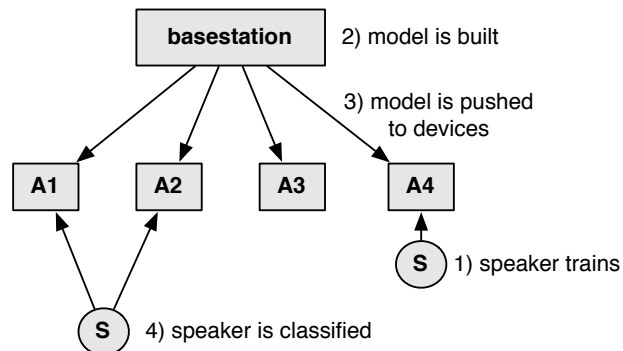 basestation
2) model is built
3) model is pushed
to devices
A1
A2
A3
A4
S
1) speaker trains
S
4) speaker is classified